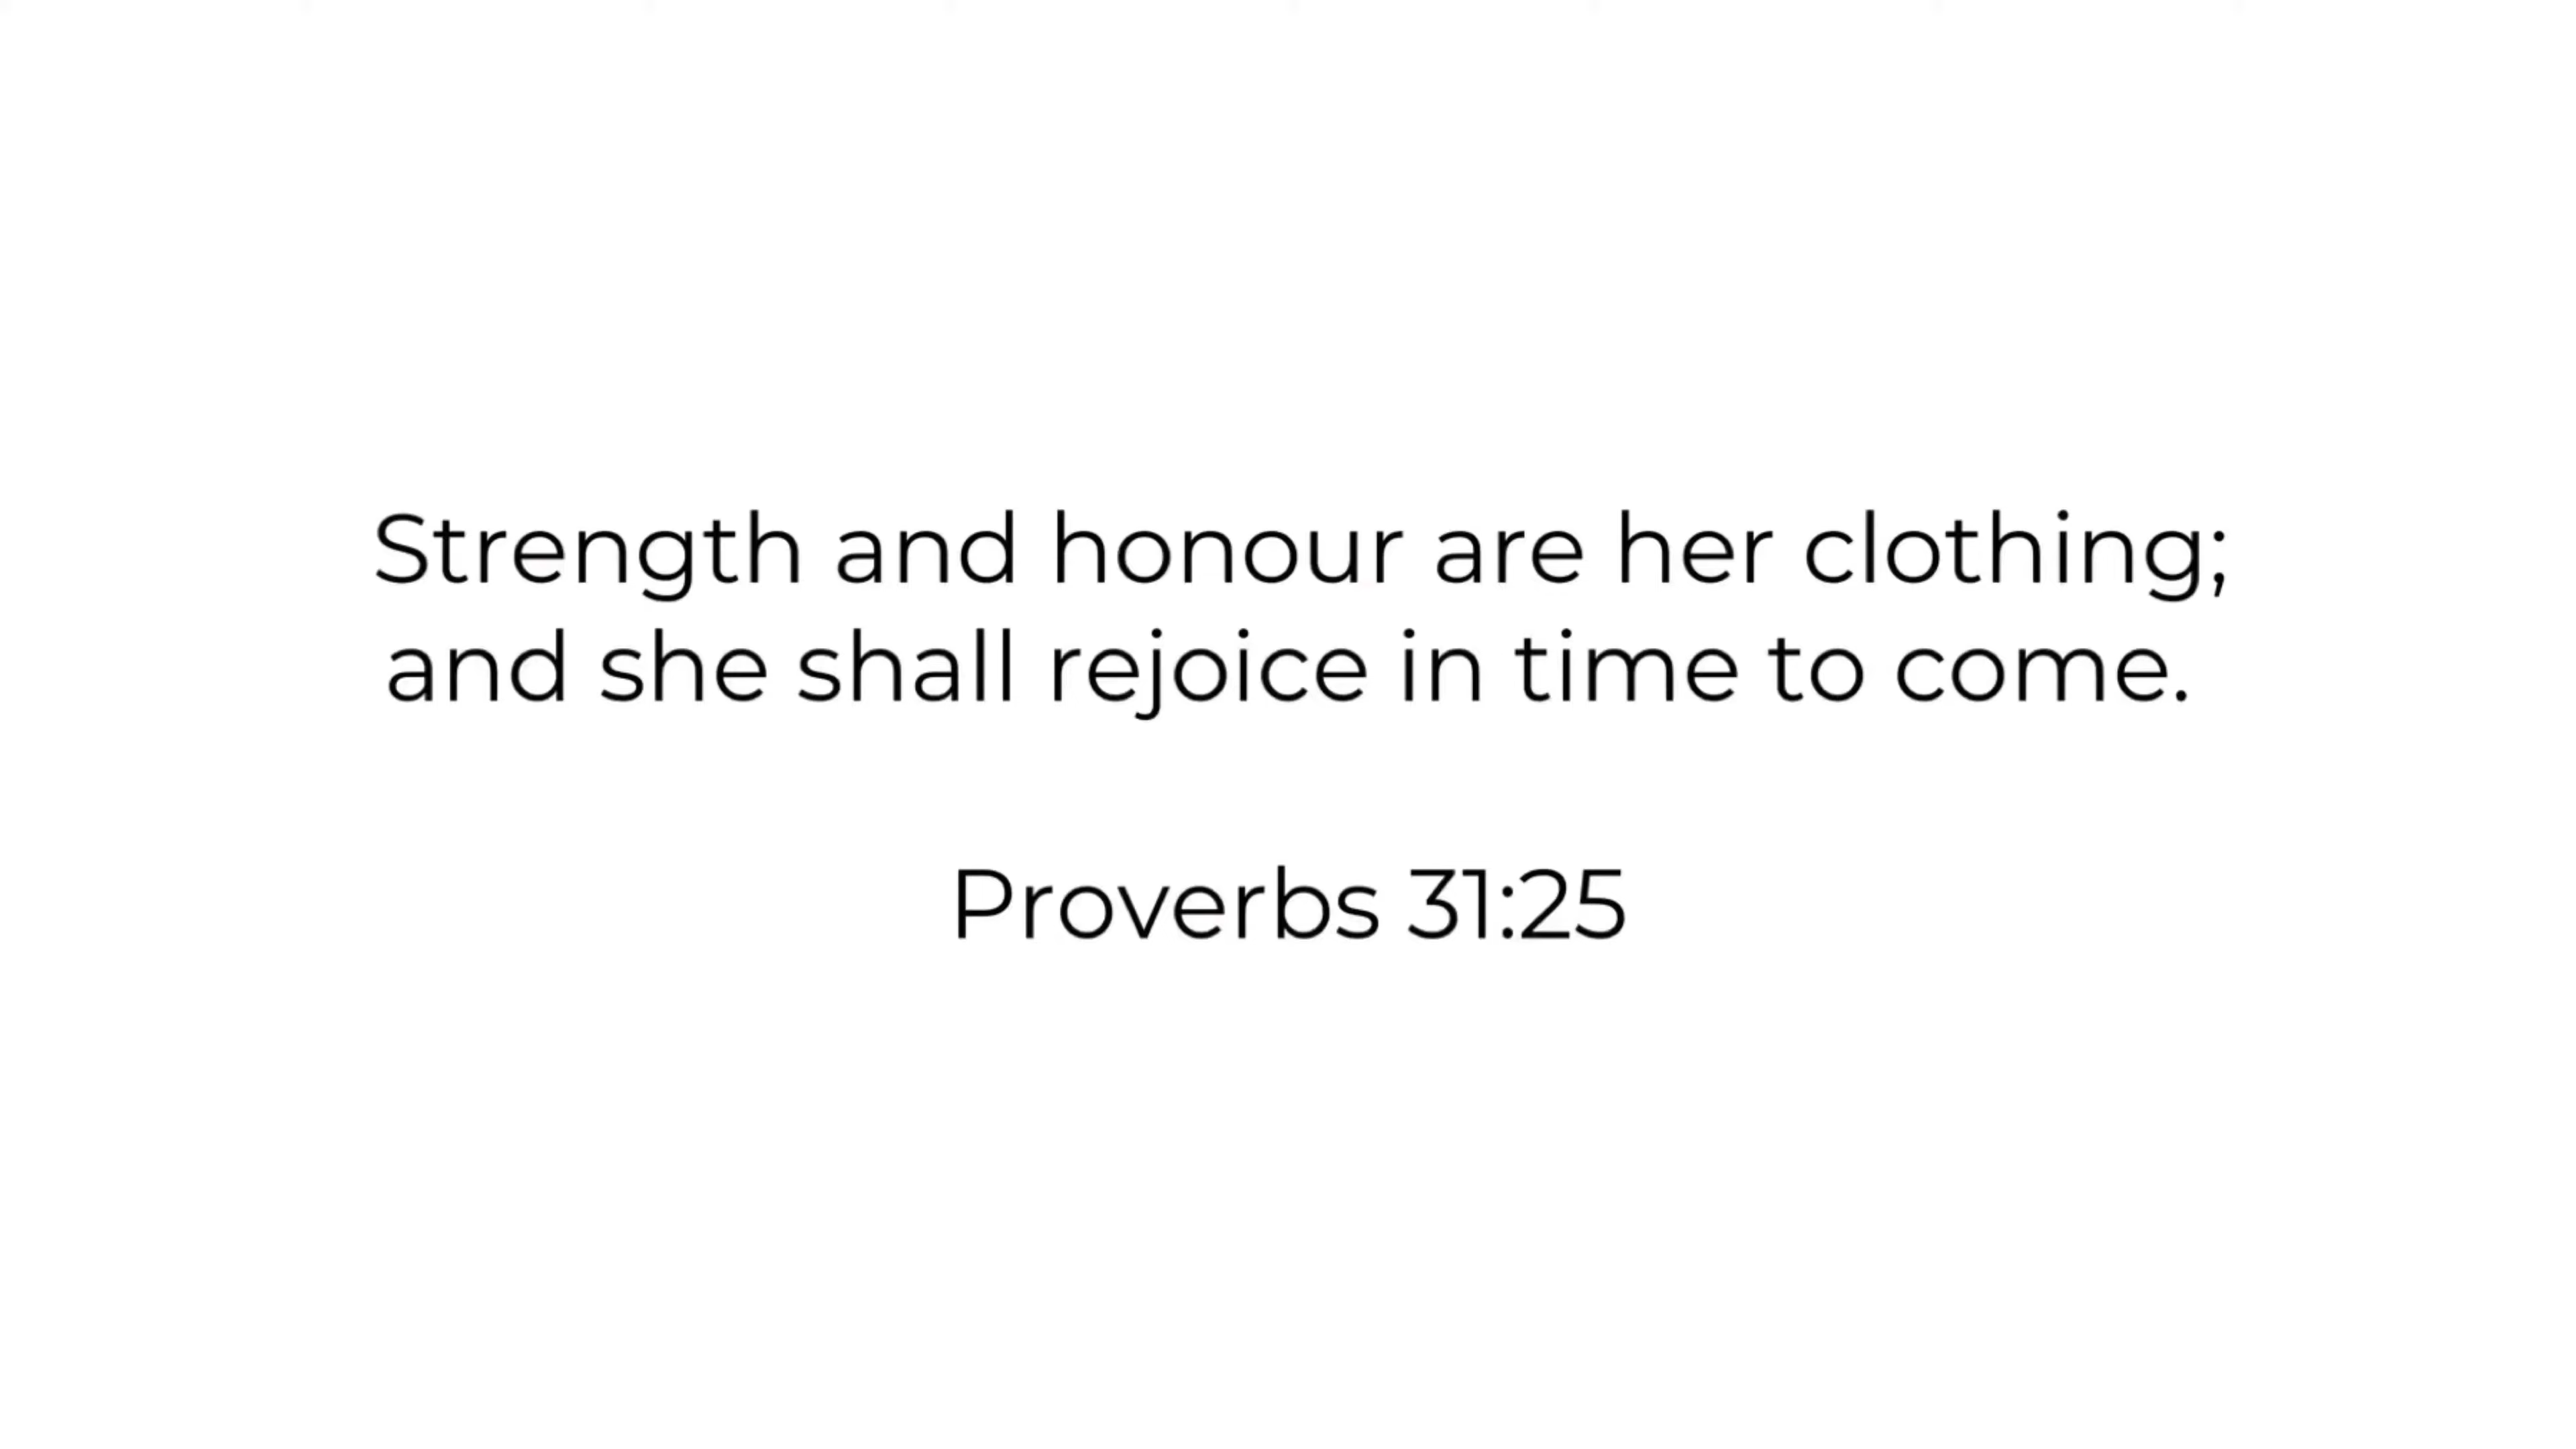 Strength and honour are her clothing;
and she shall rejoice in time to come.
Proverbs 31:25